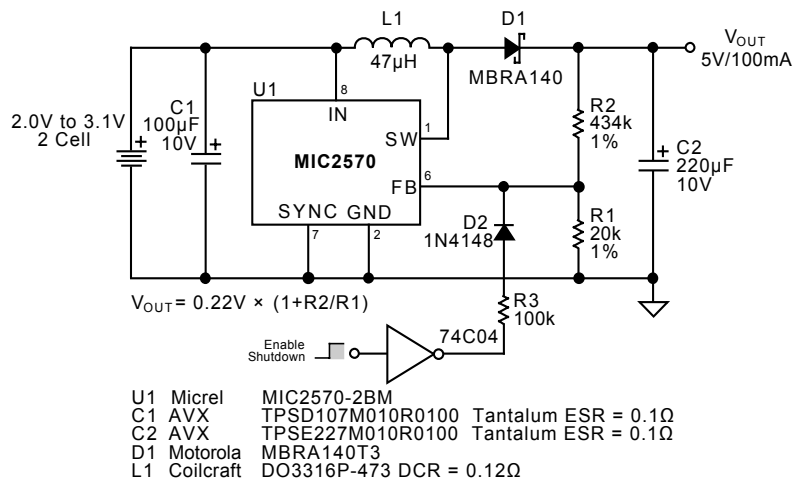 L1
47µH
D1
MBRA140
VOUT
5V/100mA
U1
8
IN
2.0V to 3.1V
2 Cell
+
C1
100µF
10V
+
SW
1
MIC2570
FB
6
SYNC
7
GND
2
R2
434k
1%
+
C2
220µF
10V
D2
1N4148
R1
20k
1%
VOUT = 0.22V × (1+R2/R1)
R3
100k
74C04
Enable
Shutdown
U1 Micrel MIC2570-2BM
C1 AVX TPSD107M010R0100 Tantalum ESR = 0.1Ω
C2 AVX TPSE227M010R0100 Tantalum ESR = 0.1Ω
D1 Motorola MBRA140T3
L1 Coilcraft DO3316P-473 DCR = 0.12Ω